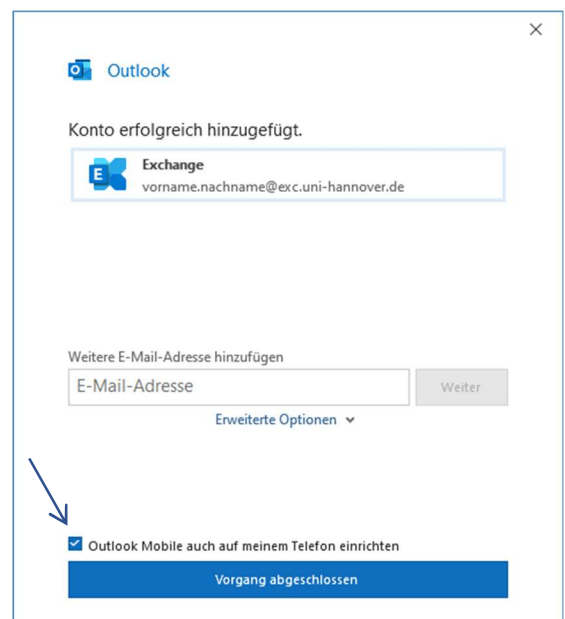 Outlook
Konto erfolgreich hinzugefügt.
Exchange
vorname.nachname@exc.uni-hannover.de
Weitere E-Mail-Adresse hinzufügen
E-Mail-Adresse
Weiter
Erweiterte Optionen
Outlook Mobile auch auf meinem Telefon einrichten
Vorgang abgeschlossen